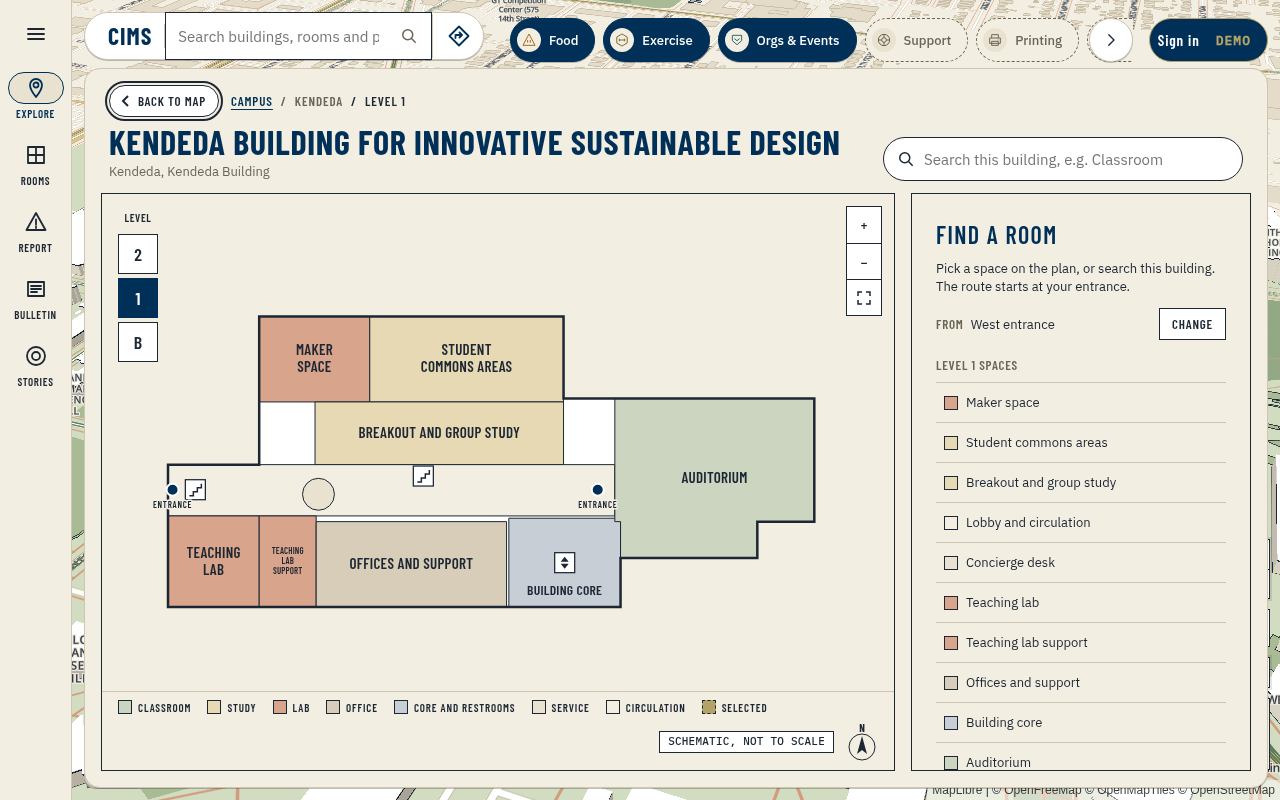 GT Competition
Center (575
14th Street)
CIMS
Search buildings, rooms and p
Food
Exercise
Orgs & Events
Support
Printing
Sign in DEMO
EXPLORE
ROOMS
REPORT
BULLETIN
STORIES
BACK TO MAP
CAMPUS / KENDEDA / LEVEL 1
KENDEDA BUILDING FOR INNOVATIVE SUSTAINABLE DESIGN
Kendeda, Kendeda Building
Search this building, e.g. Classroom
LEVEL
2
1
B
+
−
MAKER
SPACE
STUDENT
COMMONS AREAS
BREAKOUT AND GROUP STUDY
AUDITORIUM
ENTRANCE
ENTRANCE
TEACHING
LAB
TEACHING
LAB
SUPPORT
OFFICES AND SUPPORT
BUILDING CORE
CLASSROOM
STUDY
LAB
OFFICE
CORE AND RESTROOMS
SERVICE
CIRCULATION
SELECTED
SCHEMATIC, NOT TO SCALE
N
FIND A ROOM
Pick a space on the plan, or search this building.
The route starts at your entrance.
FROM West entrance
CHANGE
LEVEL 1 SPACES
Maker space
Student commons areas
Breakout and group study
Lobby and circulation
Concierge desk
Teaching lab
Teaching lab support
Offices and support
Building core
Auditorium
MapLibre | © OpenFreeMap © OpenMapTiles © OpenStreetMap